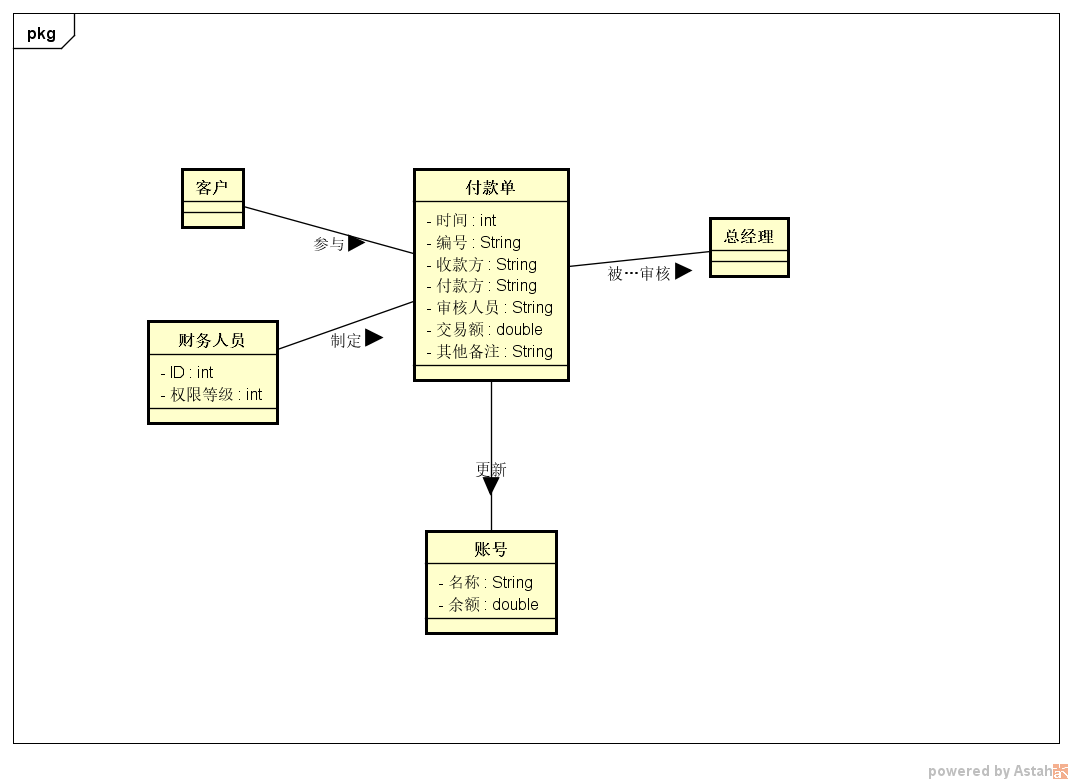 pkg
客户
付款单
- 时间 : int
- 编号 : String
- 收款方 : String
- 付款方 : String
- 审核人员 : String
- 交易额 : double
- 其他备注 : String
总经理
参与
被…审核
财务人员
- ID : int
- 权限等级 : int
制定
更新
账号
- 名称 : String
- 余额 : double
powered by Astah